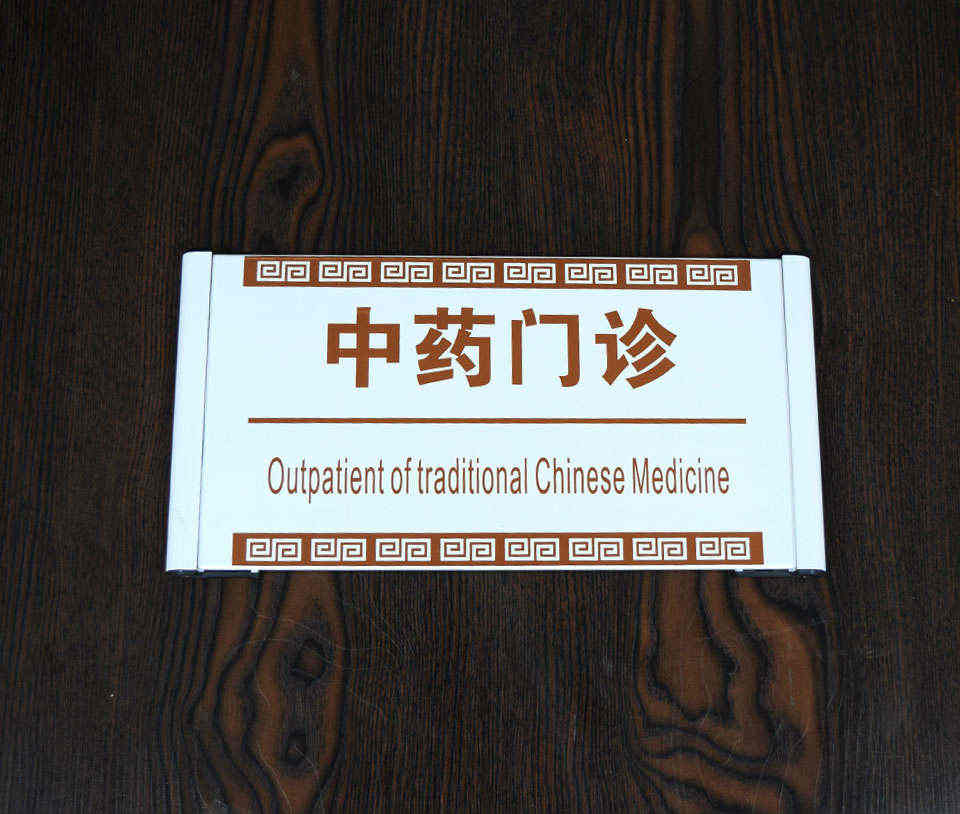 中药门诊
Outpatient of traditional Chinese Medicine